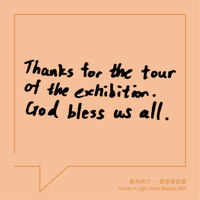 Thanks for the tour
of the exhibition.
God bless us all.